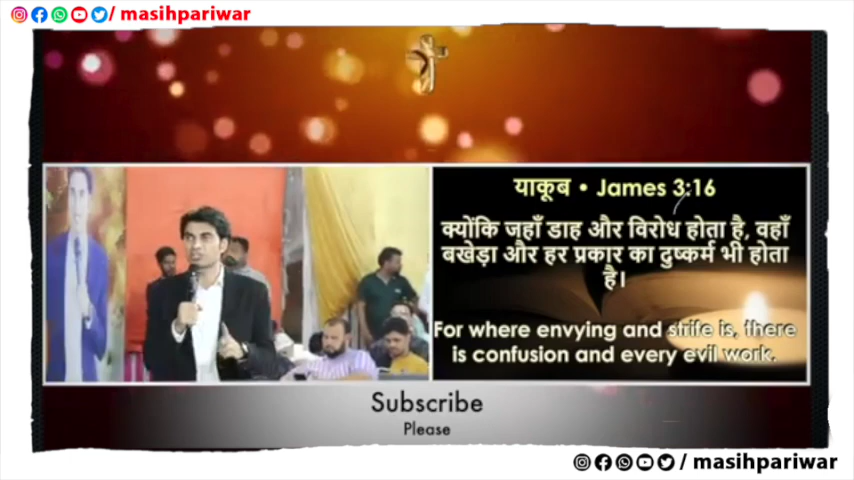 / masihpariwar
याकूब • James 3:16
क्योंकि जहाँ डाह और विरोध होता है, वहाँ
बखेड़ा और हर प्रकार का दुष्कर्म भी होता
है।
For where envying and strife is, there
is confusion and every evil work.
Subscribe
Please
/ masihpariwar